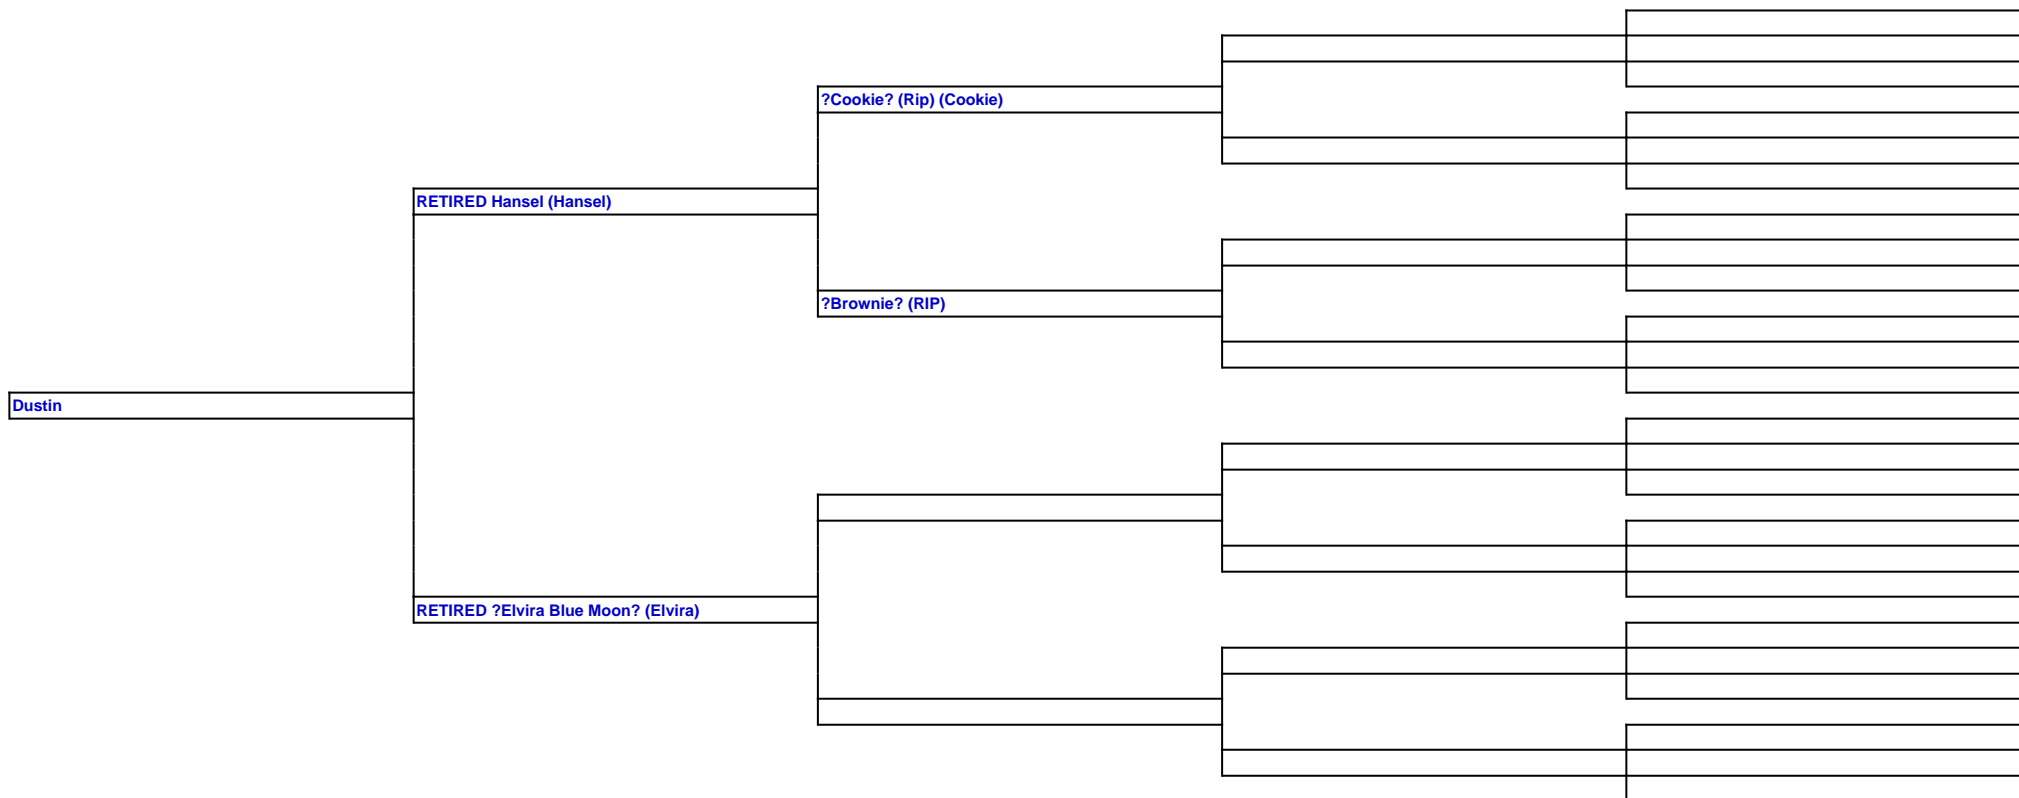 ?Cookie? (Rip) (Cookie)
RETIRED Hansel (Hansel)
?Brownie? (RIP)
Dustin
RETIRED ?Elvira Blue Moon? (Elvira)